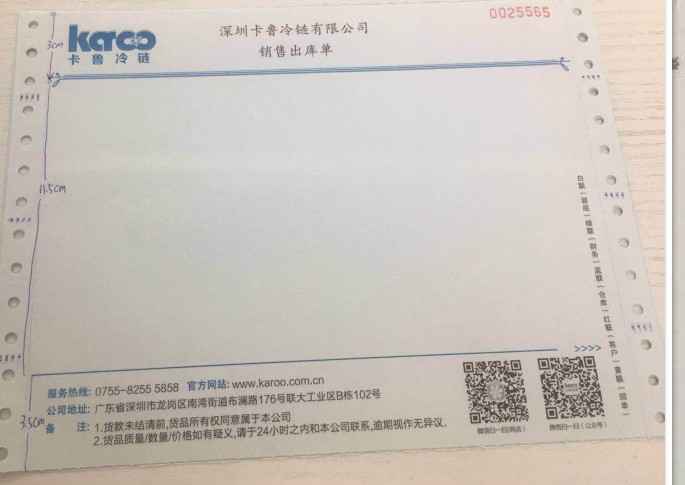 0025565
karoo
卡鲁冷链
深圳卡鲁冷链有限公司
销售出库单
3cm
11.5cm
3.5cm
白联(留底)绿联(财务)蓝联(仓库)红联(客户)黄联(回单)
>>>>
服务热线: 0755-8255 5858 官方网站: www.karoo.com.cn
公司地址: 广东省深圳市龙岗区南湾街道布澜路176号联大工业区B栋102号
备 注: 1.货款未结清前,货品所有权同意属于本公司
2.货品质量/数量/价格如有疑义,请于24小时之内和本公司联系,逾期视作无异议.
微信扫一扫(网店)
微信扫一扫(公众号)